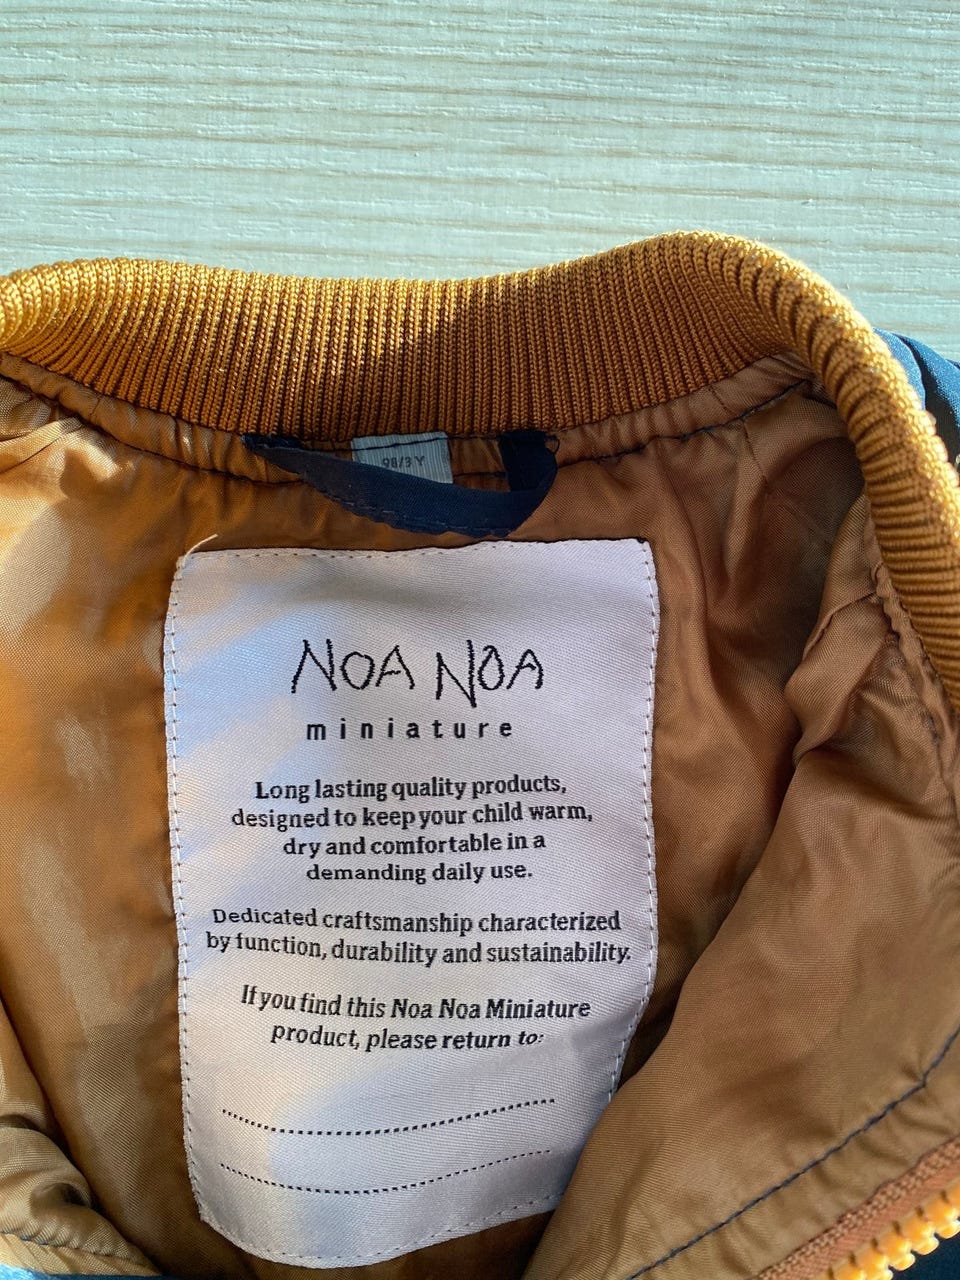 98/3 Y
NOA NOA
miniature
Long lasting quality products,
designed to keep your child warm,
dry and comfortable in a
demanding daily use.
Dedicated craftsmanship characterized
by function, durability and sustainability.
If you find this Noa Noa Miniature
product, please return to: